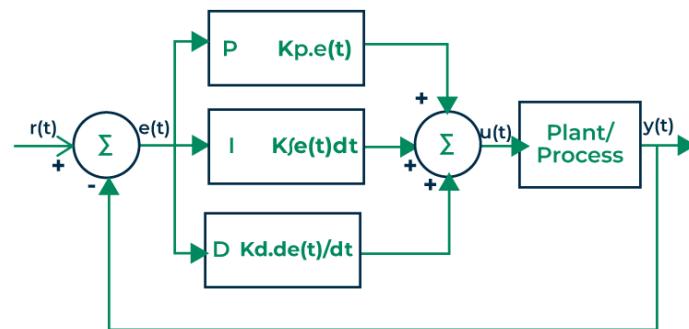 P Kp.e(t)
r(t)
+
-
Σ
e(t)
I K∫e(t)dt
D Kd.de(t)/dt
+
+
+
Σ
u(t)
Plant/
Process
y(t)